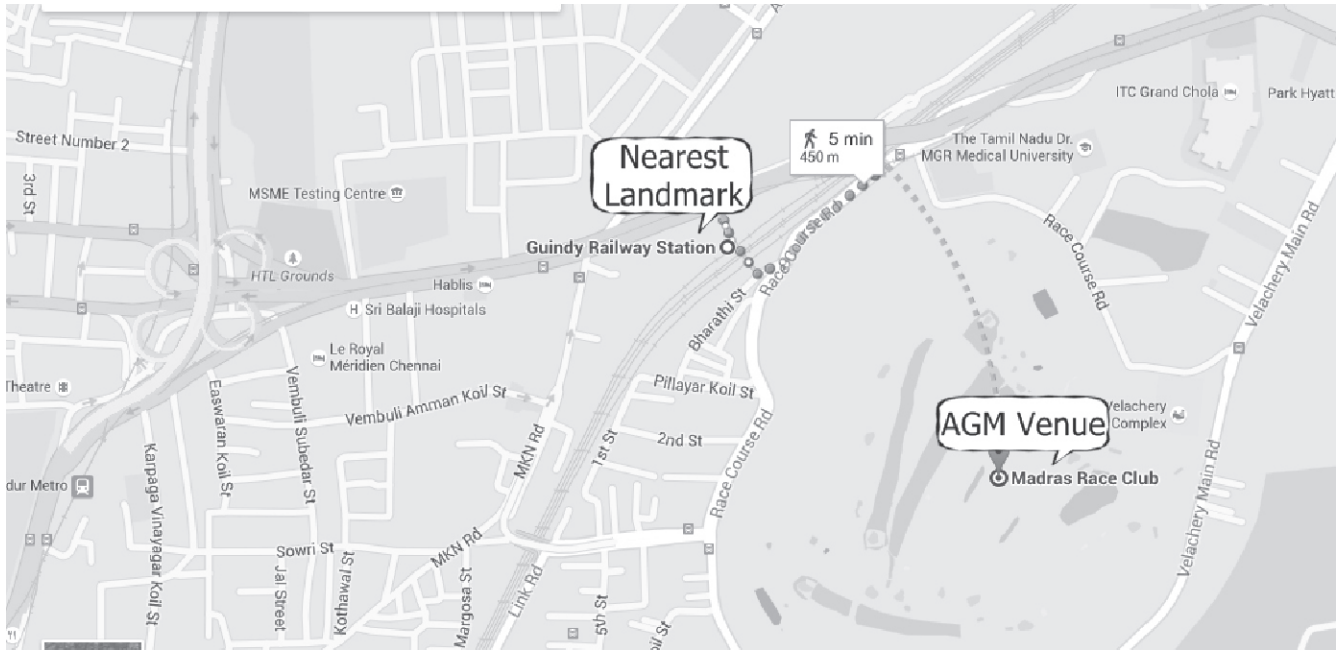 ITC Grand Chola
Park Hyatt
Street Number 2
5 min
450 m
The Tamil Nadu Dr.
MGR Medical University
Nearest
Landmark
3rd St
MSME Testing Centre
Guindy Railway Station
Race Course Rd
Race Course Rd
Velachery Main Rd
HTL Grounds
Hablis
Sri Balaji Hospitals
Bharathi St
Le Royal
Méridien Chennai
Theatre
Pillayar Koil St
Vembuli Amman Koil St
Easwaran Koil St
Vembuli Subedar St
AGM Venue
Velachery
Complex
2nd St
1st St
MKN Rd
Race Course Rd
Madras Race Club
dur Metro
Karpaga Vinayagar Koil St
Velachery Main Rd
Sowri St
MKN Rd
Jal Street
Kothawal St
Margosa St
Link Rd
5th St
oil St
41